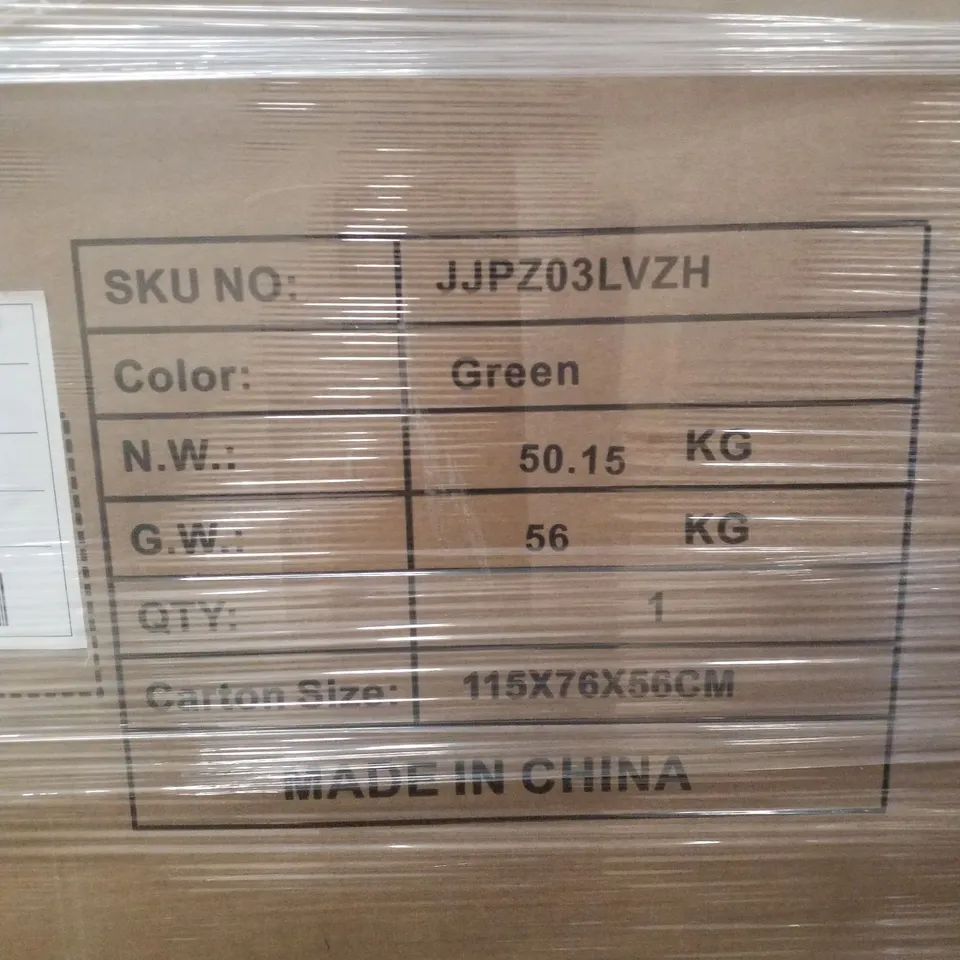 SKU NO: JJPZ03LVZH
Color: Green
N.W.: 50.15 KG
G.W.: 56 KG
QTY: 1
Carton Size: 115X76X56CM
MADE IN CHINA